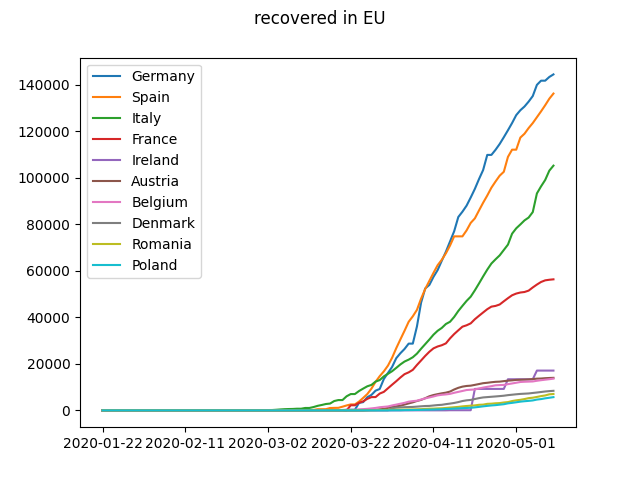 recovered in EU
140000
120000
100000
80000
60000
40000
20000
0
Germany
Spain
Italy
France
Ireland
Austria
Belgium
Denmark
Romania
Poland
2020-01-22 2020-02-11 2020-03-02 2020-03-22 2020-04-11 2020-05-01